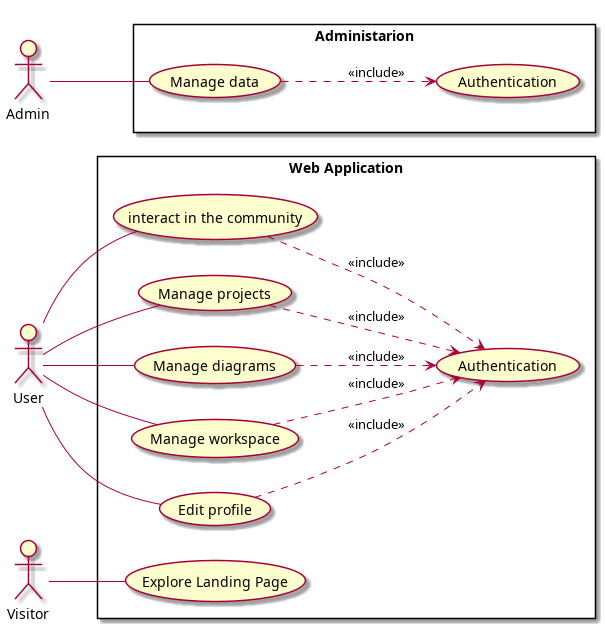 Administarion
Admin
Manage data
«include»
Authentication
Web Application
interact in the community
«include»
Manage projects
«include»
User
Manage diagrams
«include»
Authentication
«include»
Manage workspace
«include»
Edit profile
Visitor
Explore Landing Page